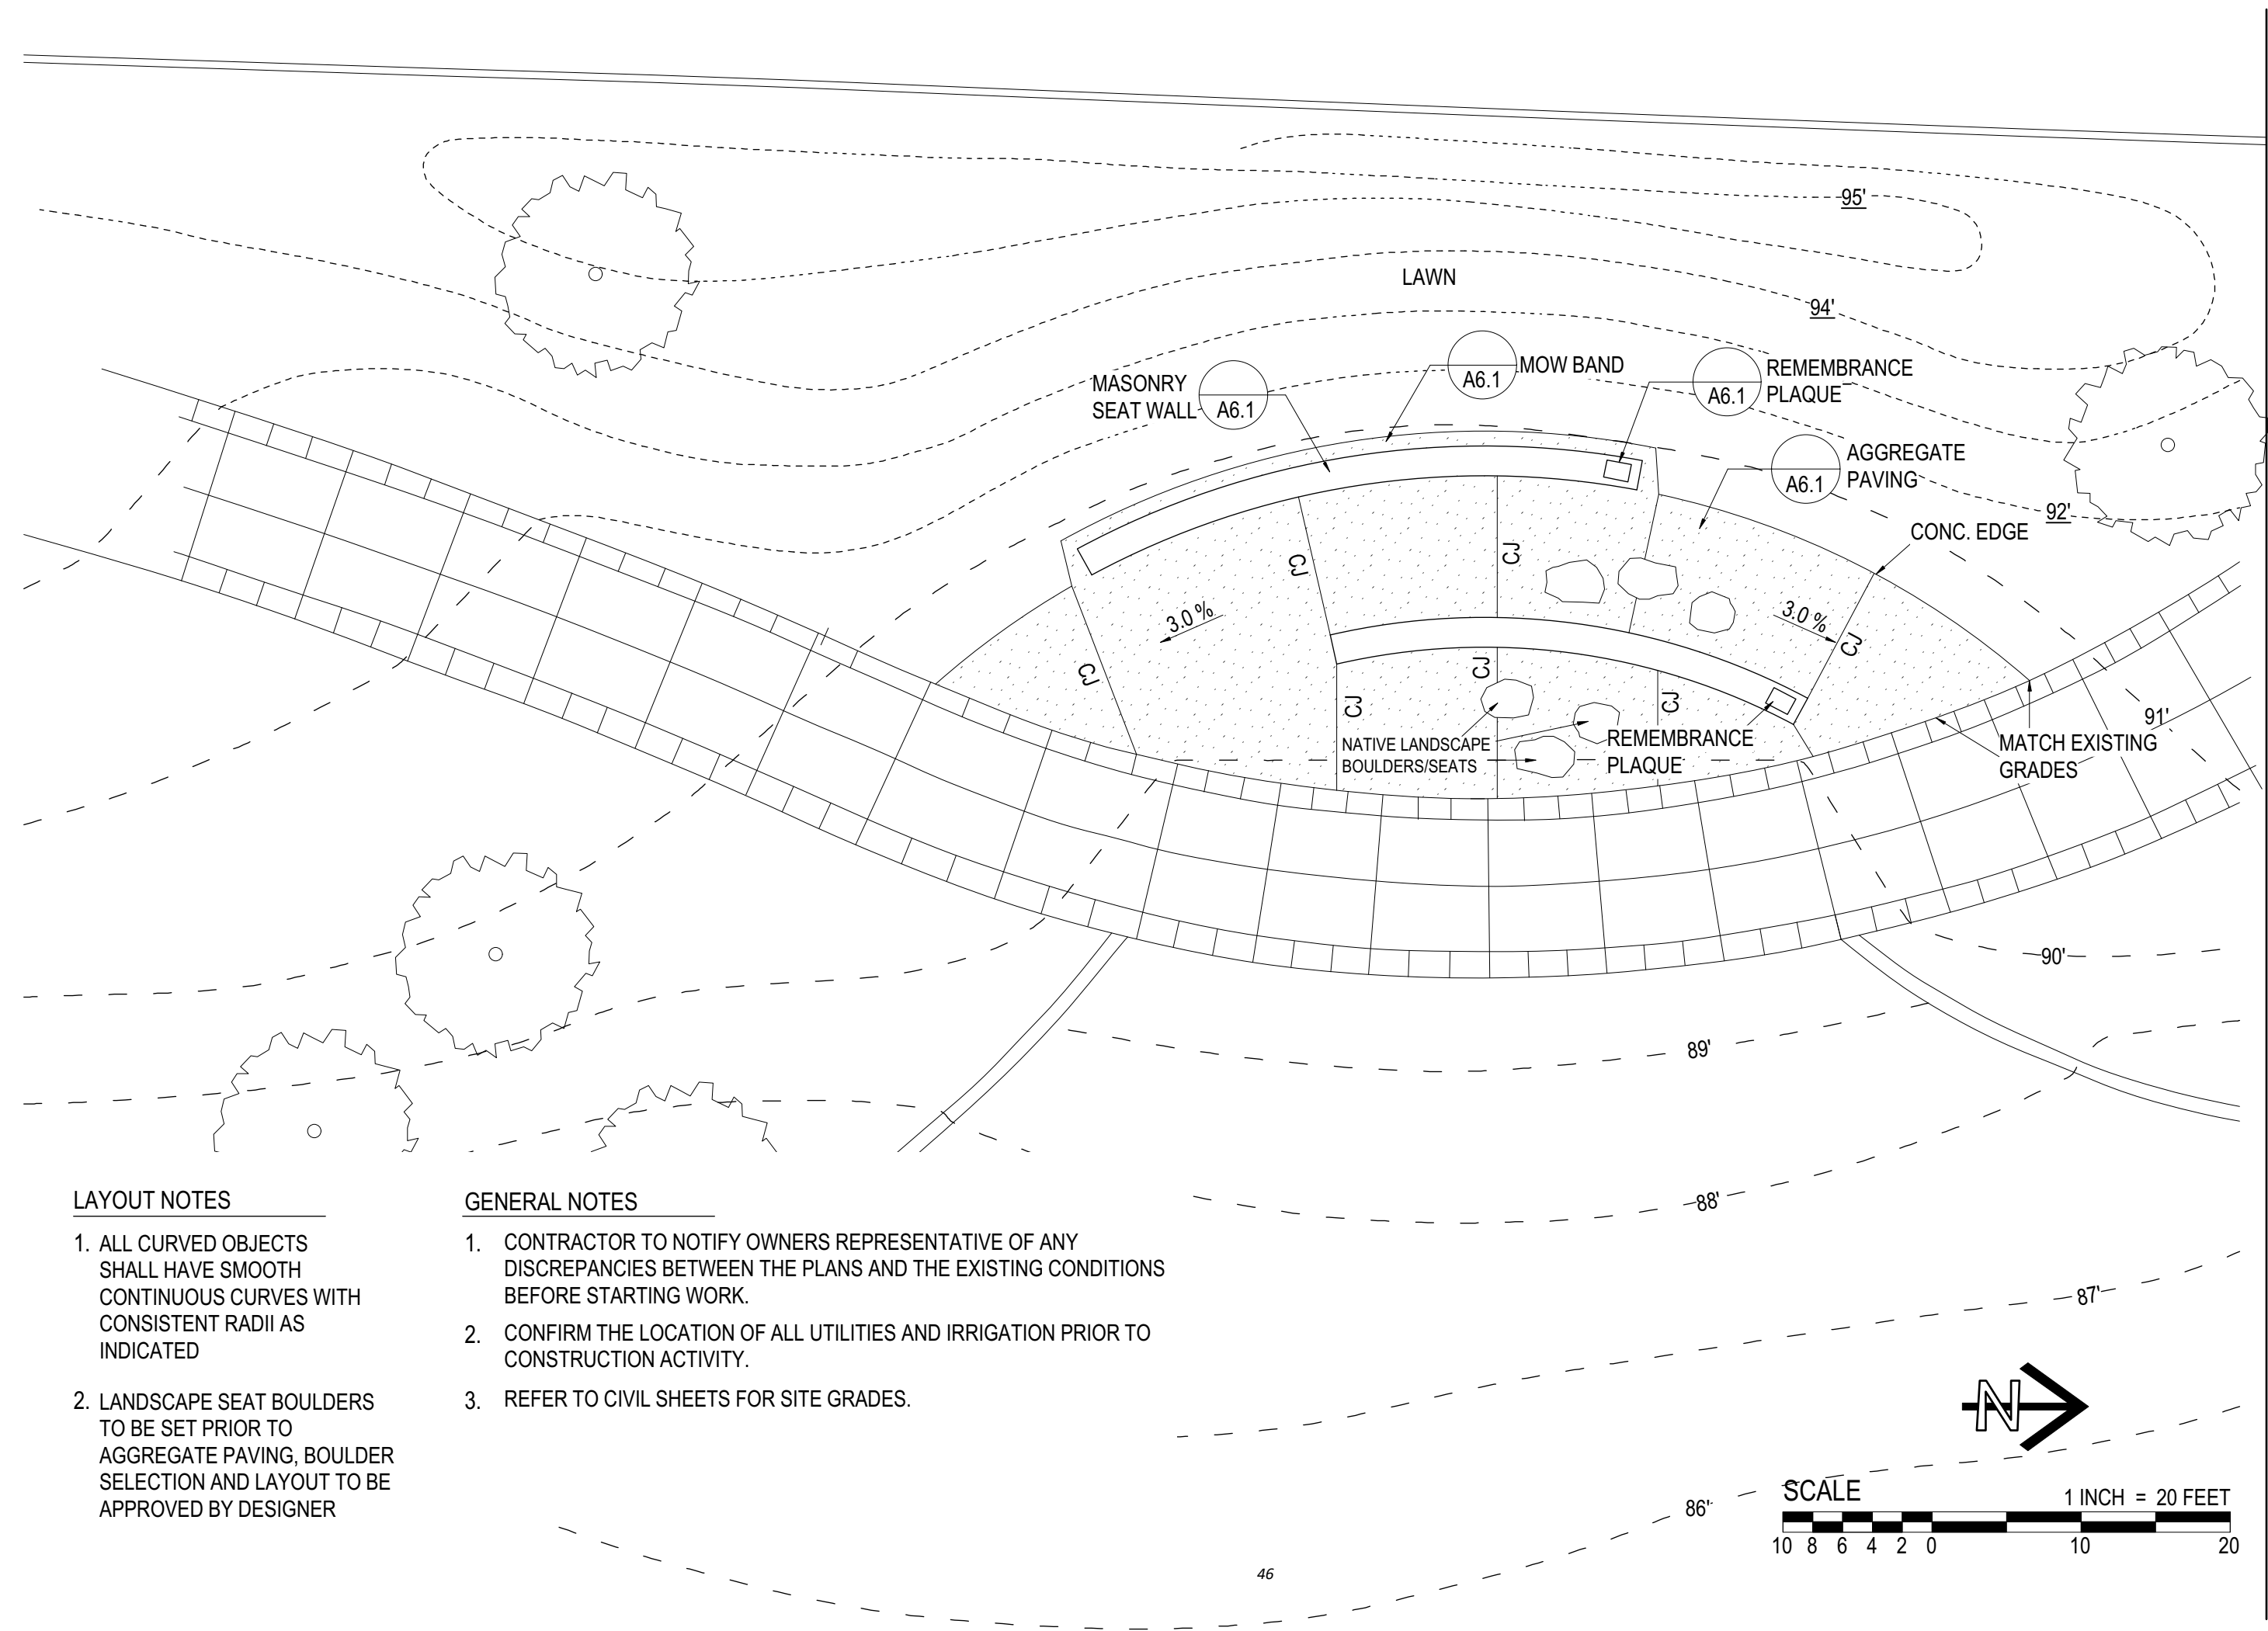 95'
LAWN
94'
MASONRY
SEAT WALL
A6.1
A6.1
MOW BAND
A6.1
REMEMBRANCE
PLAQUE
A6.1
AGGREGATE
PAVING
92'
CONC. EDGE
CJ
CJ
3.0 %
3.0 %
CJ
CJ
CJ
CJ
CJ
NATIVE LANDSCAPE
BOULDERS/SEATS
REMEMBRANCE
PLAQUE
91'
MATCH EXISTING
GRADES
90'
89'
88'
87'
86'
LAYOUT NOTES
1. ALL CURVED OBJECTS
SHALL HAVE SMOOTH
CONTINUOUS CURVES WITH
CONSISTENT RADII AS
INDICATED
2. LANDSCAPE SEAT BOULDERS
TO BE SET PRIOR TO
AGGREGATE PAVING, BOULDER
SELECTION AND LAYOUT TO BE
APPROVED BY DESIGNER
GENERAL NOTES
1. CONTRACTOR TO NOTIFY OWNERS REPRESENTATIVE OF ANY
DISCREPANCIES BETWEEN THE PLANS AND THE EXISTING CONDITIONS
BEFORE STARTING WORK.
2. CONFIRM THE LOCATION OF ALL UTILITIES AND IRRIGATION PRIOR TO
CONSTRUCTION ACTIVITY.
3. REFER TO CIVIL SHEETS FOR SITE GRADES.
N
SCALE
1 INCH = 20 FEET
10 8 6 4 2 0 10 20
46